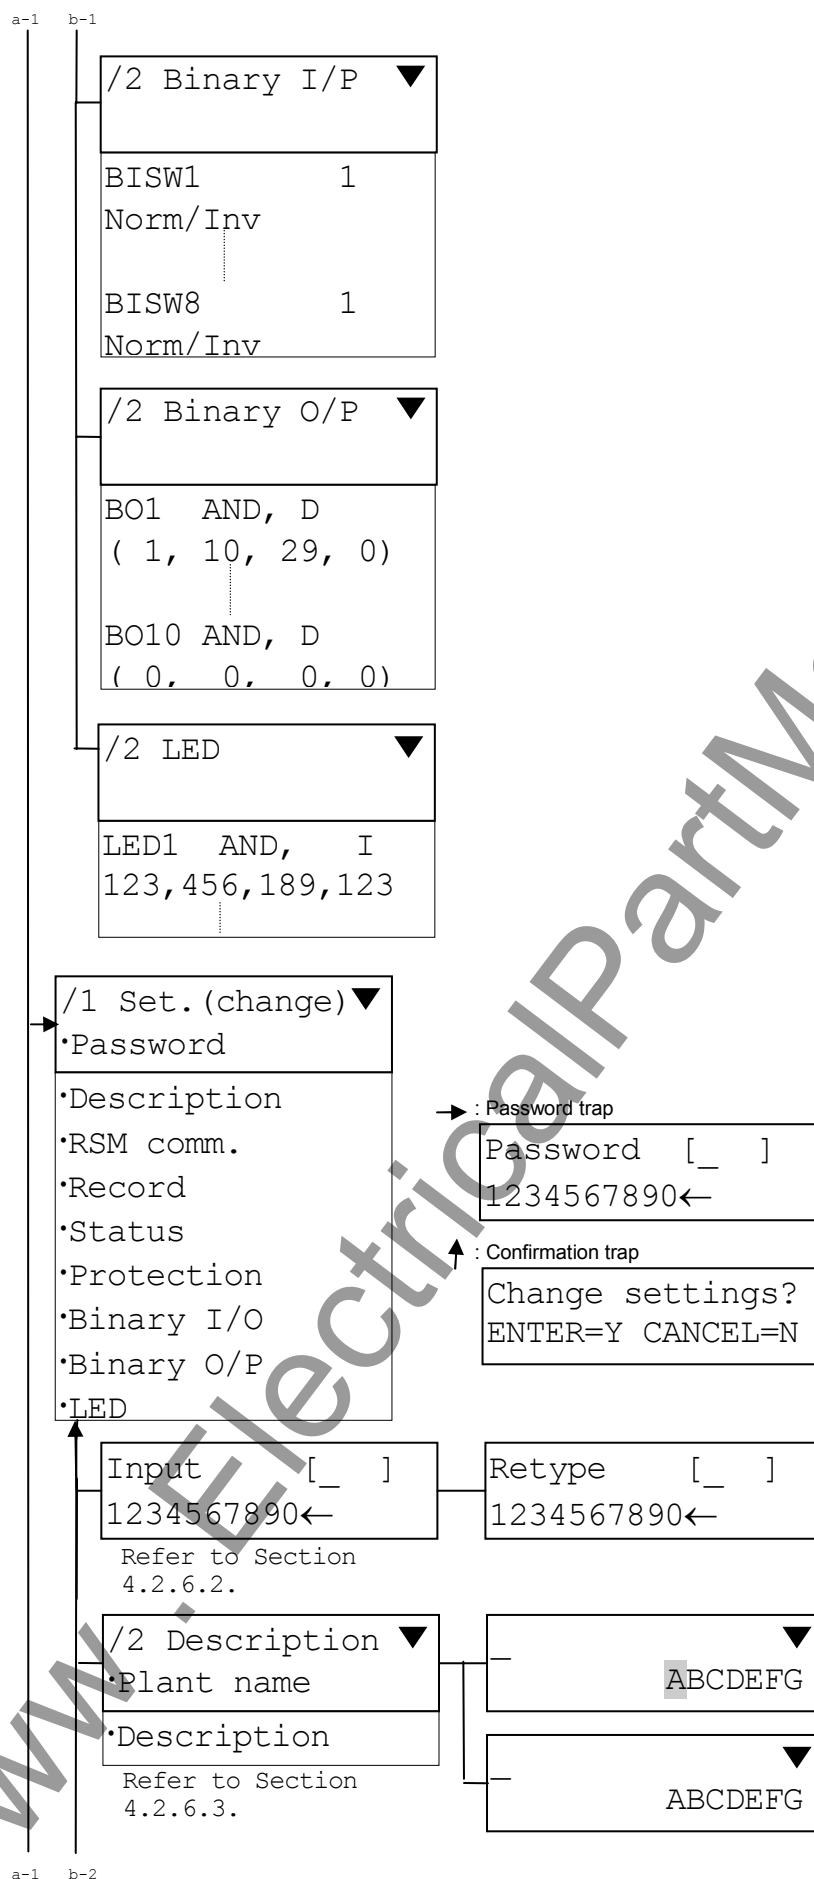 a-1 b-1
/2 Binary I/P ▼
BISW1 1
Norm/Inv
BISW8 1
Norm/Inv
/2 Binary O/P ▼
BO1 AND, D
( 1, 10, 29, 0)
BO10 AND, D
( 0, 0, 0, 0)
/2 LED ▼
LED1 AND, I
123,456,189,123
/1 Set.(change)▼
·Password
·Description
·RSM comm.
·Record
·Status
·Protection
·Binary I/O
·Binary O/P
·LED
: Password trap
Password [_ ]
1234567890←
: Confirmation trap
Change settings?
ENTER=Y CANCEL=N
Input [_ ]
1234567890←
Retype [_ ]
1234567890←
Refer to Section
4.2.6.2.
/2 Description ▼
·Plant name
·Description
_ ▼
ABCDEFG
_ ▼
ABCDEFG
Refer to Section
4.2.6.3.
a-1 b-2
ww.ElectricalPartM